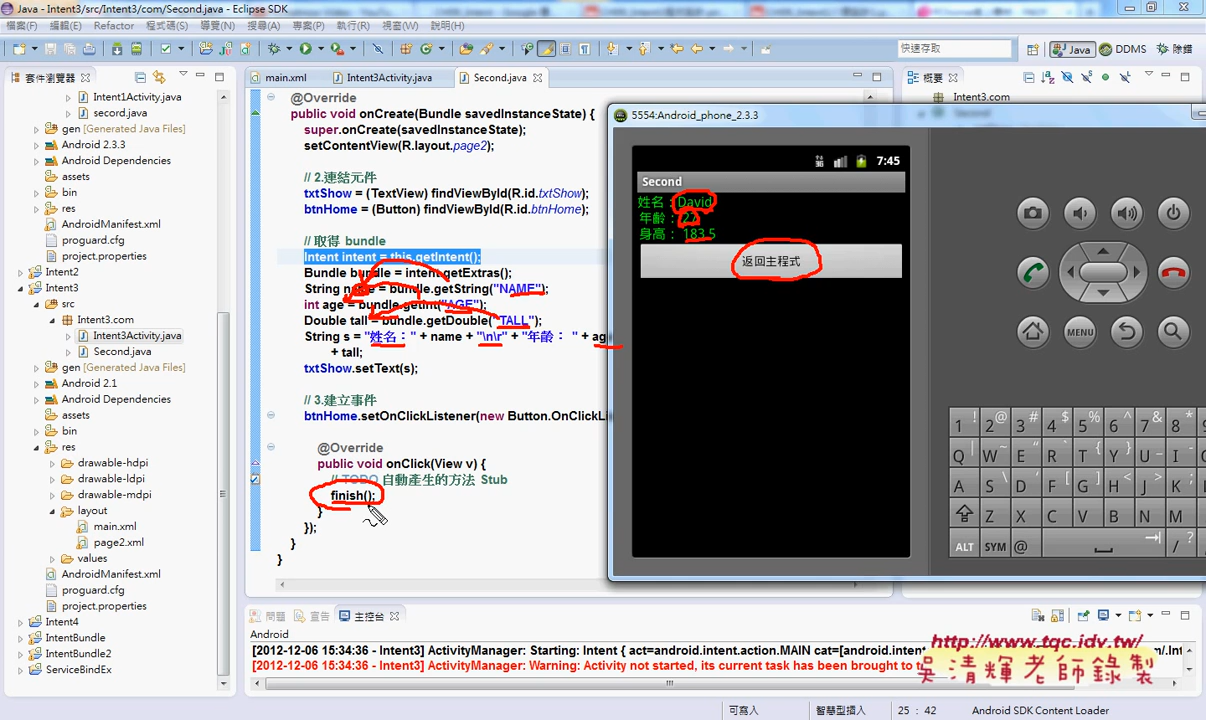 Java - Intent3/src/Intent3/com/Second.java - Eclipse SDK
檔案(F) 編輯(E) Refactor 程式碼(S) 導覽(N) 搜尋(A) 專案(P) 執行(R) 視窗(W) 說明(H)
快速存取
Java
DDMS
除錯
套件瀏覽器
Intent1Activity.java
secord.java
gen [Generated Java Files]
Android 2.3.3
Android Dependencies
assets
bin
res
AndroidManifest.xml
proguard.cfg
project.properties
Intent2
Intent3
src
Intent3.com
Intent3Activity.java
Second.java
gen [Generated Java Files]
Android 2.1
Android Dependencies
assets
bin
res
drawable-hdpi
drawable-ldpi
drawable-mdpi
layout
main.xml
page2.xml
values
AndroidManifest.xml
proguard.cfg
project.properties
Intent4
IntentBundle
IntentBundle2
ServiceBindEx
main.xml
Intent3Activity.java
Second.java
@Override
public void onCreate(Bundle savedInstanceState) {
super.onCreate(savedInstanceState);
setContentView(R.layout.page2);
// 2.連結元件
txtShow = (TextView) findViewById(R.id.txtShow);
btnHome = (Button) findViewById(R.id.btnHome);
// 取得 bundle
Intent intent = this.getIntent();
Bundle bundle = intent.getExtras();
String name = bundle.getString("NAME");
int age = bundle.getInt("AGE");
Double tall = bundle.getDouble("TALL");
String s = "姓名：" + name + "\n\r" + "年齡： " + ag
+ tall;
txtShow.setText(s);
// 3.建立事件
btnHome.setOnClickListener(new Button.OnClickLi
@Override
public void onClick(View v) {
// TODO 自動產生的方法 Stub
finish();
}
});
}
}
概要
Intent3.com
5554:Android_phone_2.3.3
7:45
Second
姓名：David
年齡： 22
身高： 183.5
返回主程式
MENU
1 2 @ 3 # 4 $ 5 % 6 ^ 7 & 8 *
Q W E R T Y U I
A S D F G H J K
Z X C V B N M
ALT SYM @ /
問題
宣告
主控台
Android
[2012-12-06 15:34:36 - Intent3] ActivityManager: Starting: Intent { act=android.intent.action.MAIN cat=[android.intent
[2012-12-06 15:34:36 - Intent3] ActivityManager: Warning: Activity not started, its current task has been brought to
http://www.tqc.idv.tw/
吳清輝老師錄製
可寫入
智慧型插入
25 : 42
Android SDK Content Loader